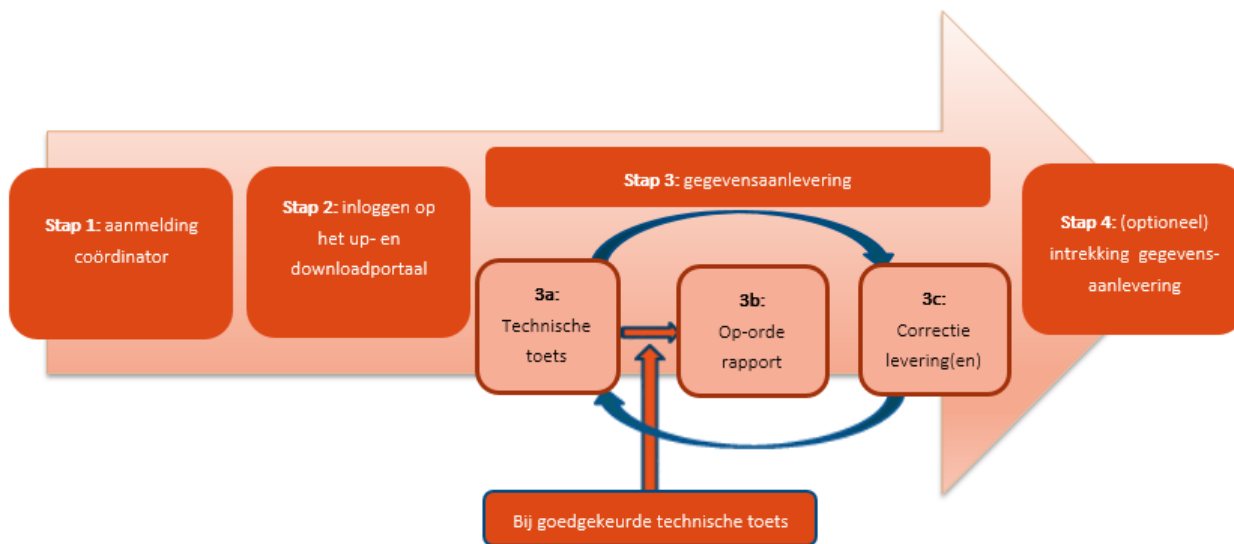 Stap 1: aanmelding
coördinator
Stap 2: inloggen op
het up- en
downloadportaal
Stap 3: gegevensaanlevering
3a:
Technische
toets
3b:
Op-orde
rapport
3c:
Correctie
levering(en)
Stap 4: (optioneel)
intrekking gegevens-
aanlevering
Bij goedgekeurde technische toets